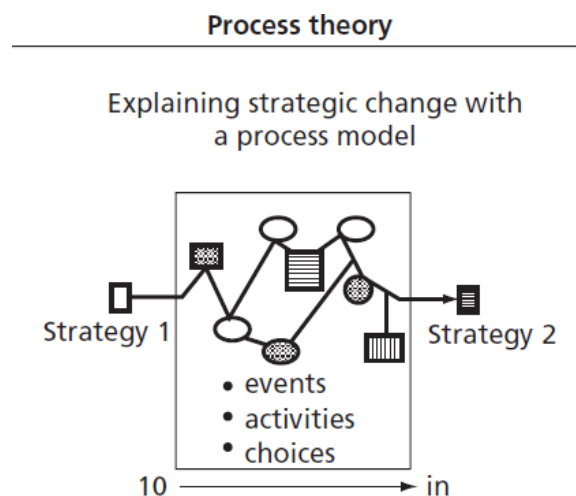 Process theory
Explaining strategic change with
a process model
Strategy 1
Strategy 2
• events
• activities
• choices
10
in